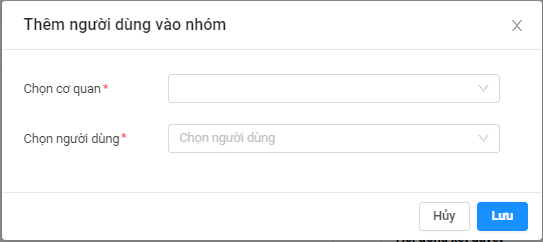 Thêm người dùng vào nhóm
Chọn cơ quan *
Chọn người dùng *
Chọn người dùng
Hủy
Lưu